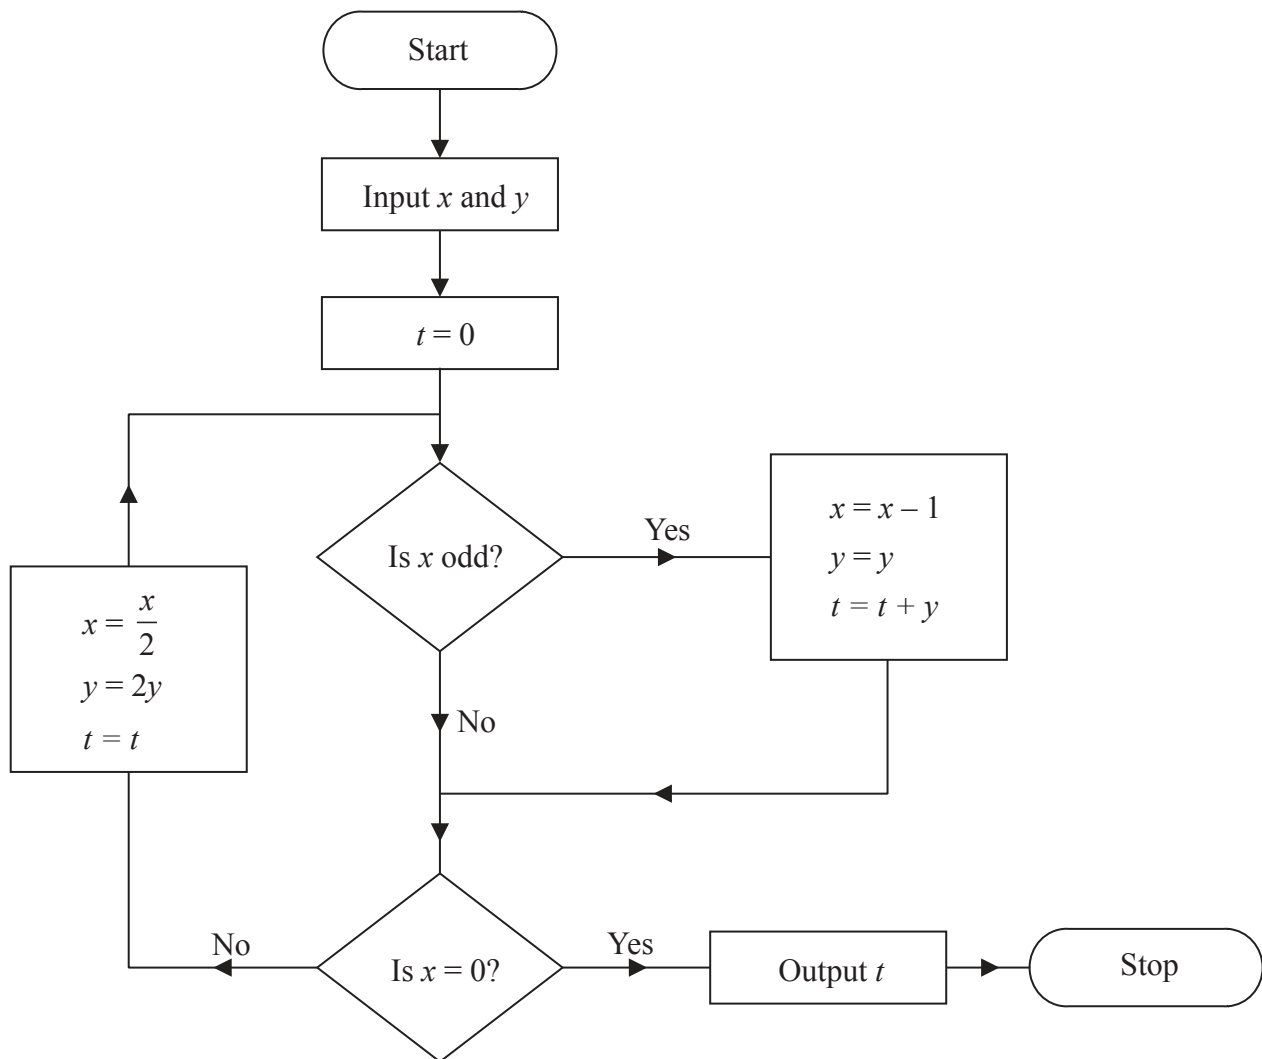 Start
Input x and y
t = 0
Is x odd?
Yes
x = x – 1
y = y
t = t + y
No
x = x/2
y = 2y
t = t
Is x = 0?
No
Yes
Output t
Stop